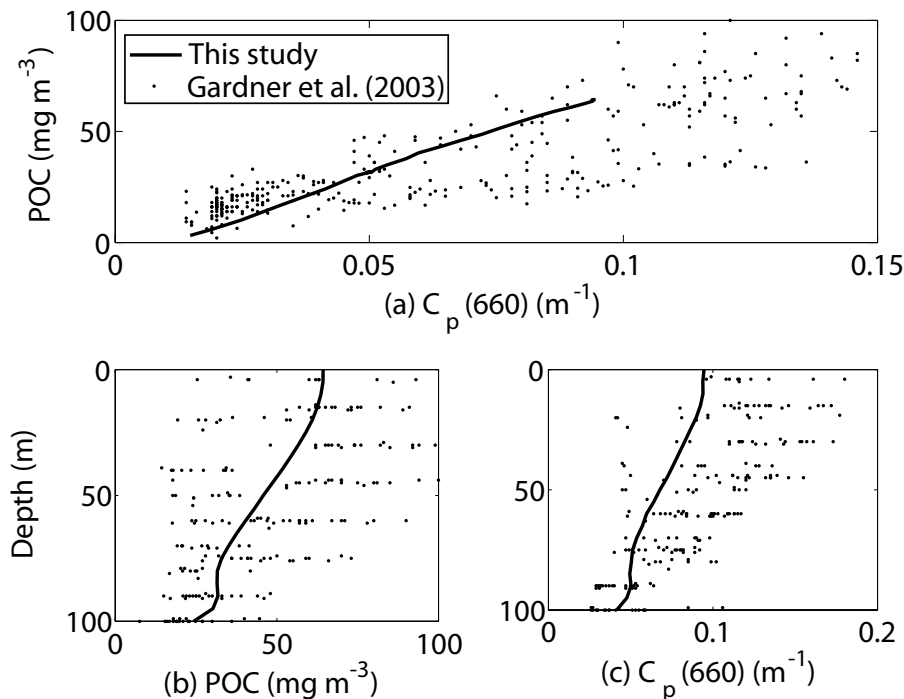 100
50
0
POC (mg m-3)
This study
Gardner et al. (2003)
0 0.05 0.1 0.15
(a) C p (660) (m-1)
0
50
100
Depth (m)
0 50 100
(b) POC (mg m-3)
0
50
100
0 0.1 0.2
(c) C p (660) (m-1)